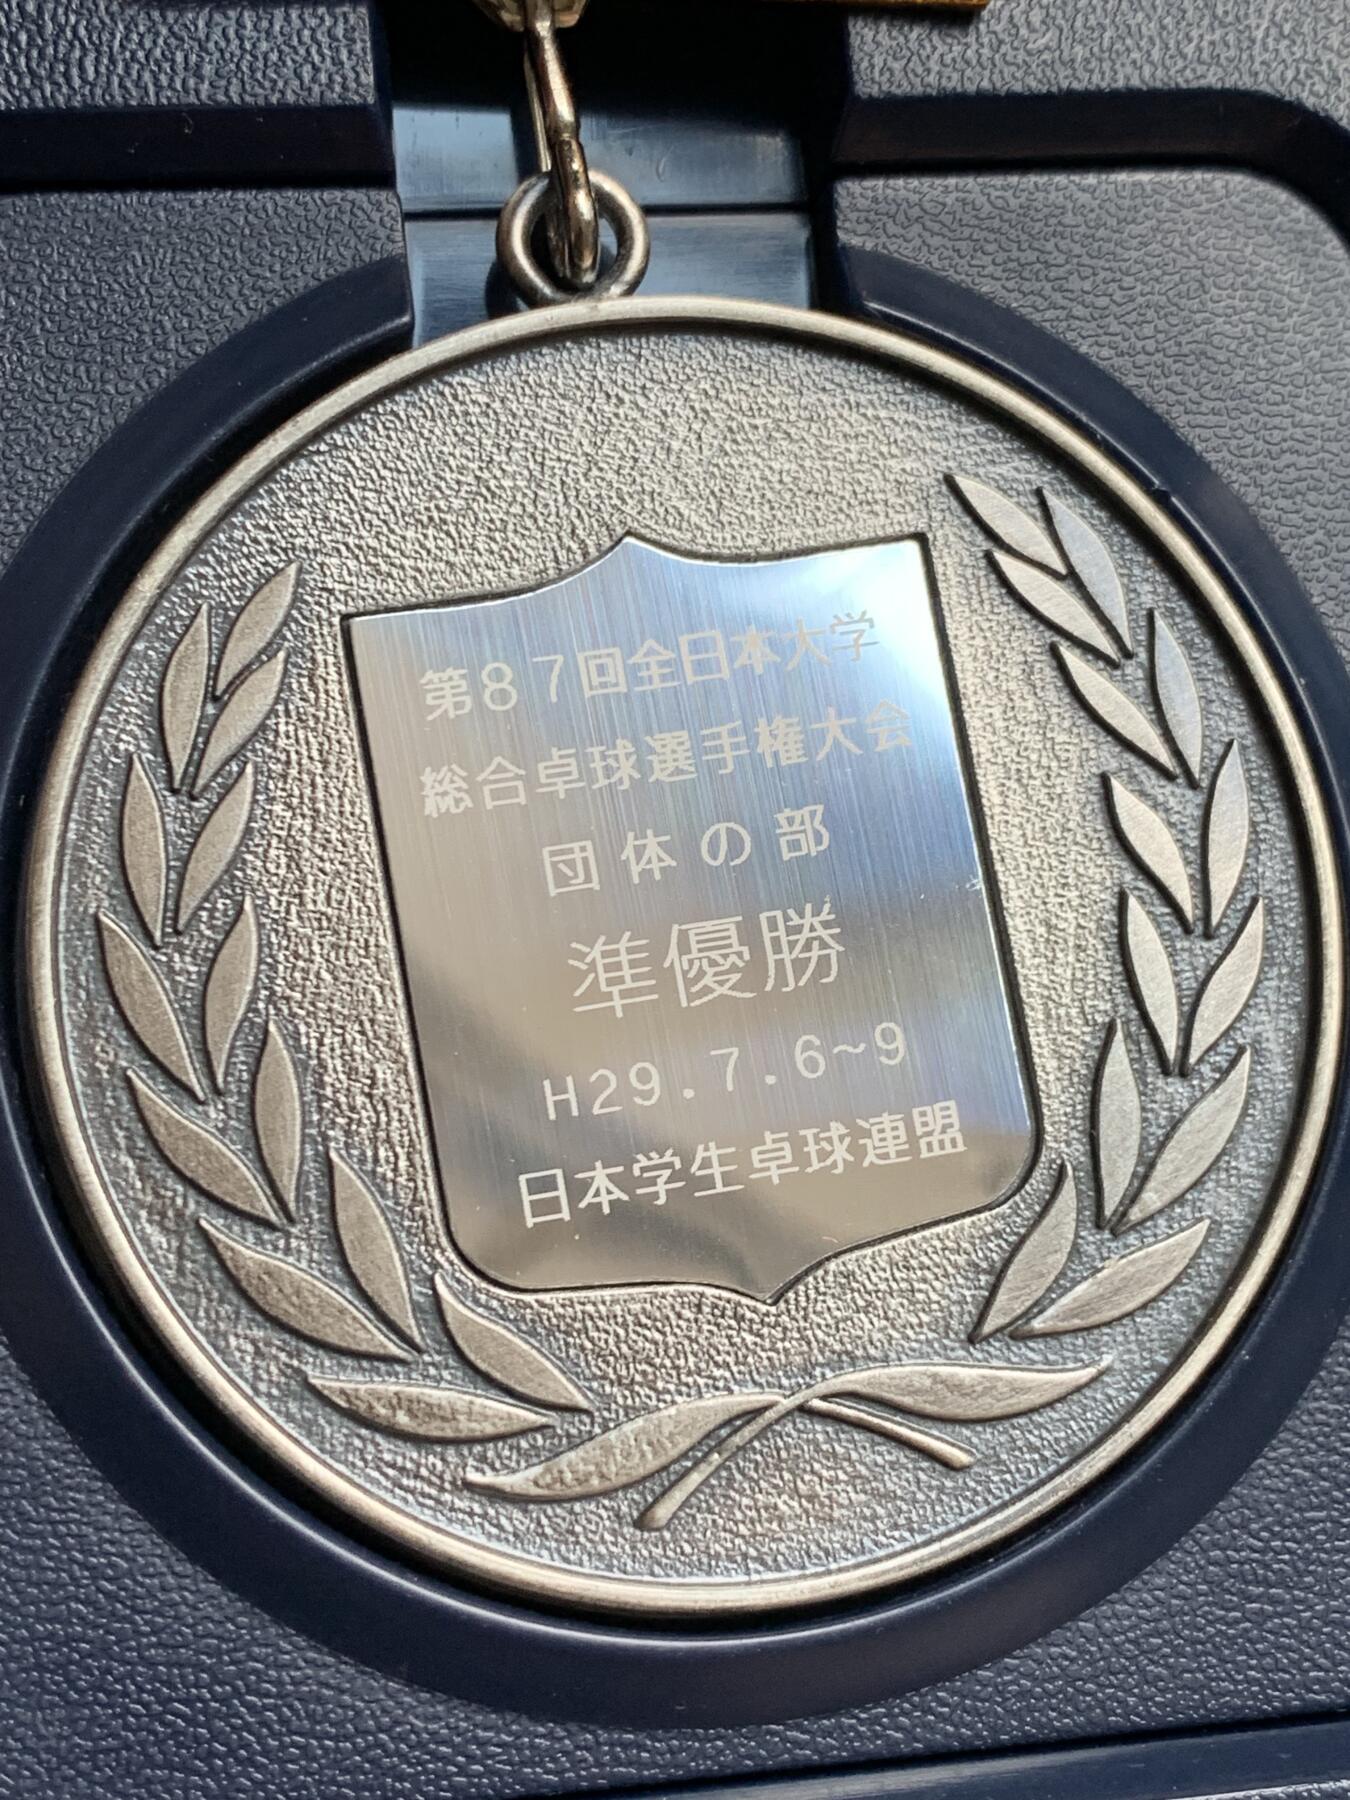 第87回全日本大学
総合卓球選手権大会
団体の部
準優勝
H29.7.6~9
日本学生卓球連盟